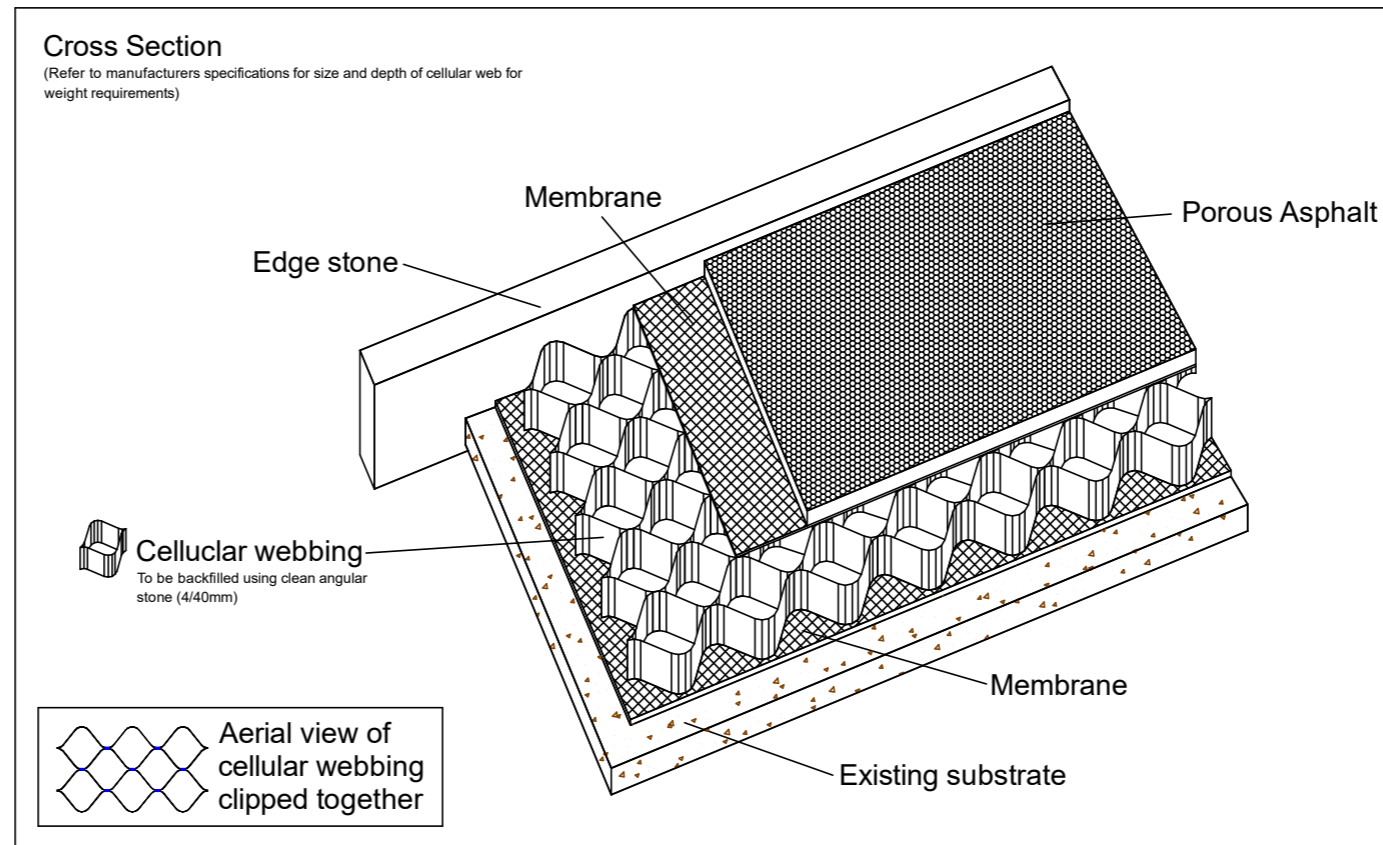 Cross Section
(Refer to manufacturers specifications for size and depth of cellular web for
weight requirements)
Membrane
Porous Asphalt
Edge stone
Celluclar webbing
To be backfilled using clean angular
stone (4/40mm)
Membrane
Existing substrate
Aerial view of
cellular webbing
clipped together